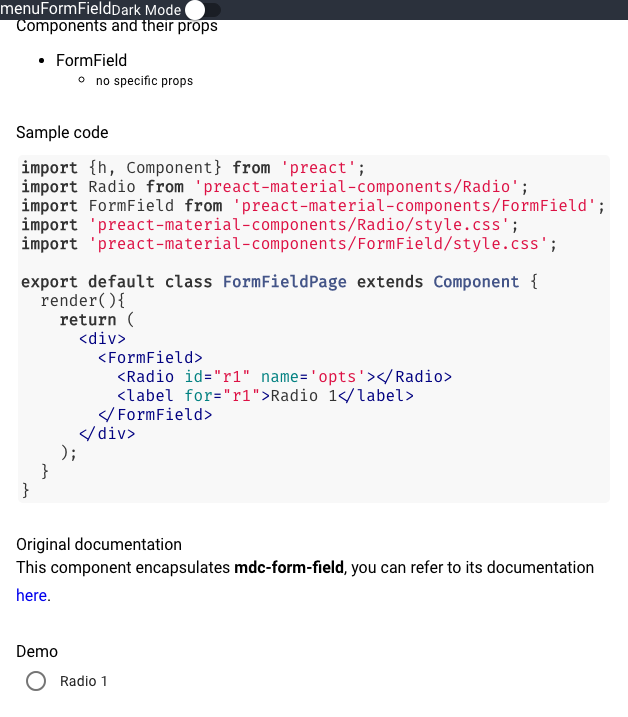 menuFormFieldDark Mode
Components and their props
FormField
no specific props
Sample code
import {h, Component} from 'preact';
import Radio from 'preact-material-components/Radio';
import FormField from 'preact-material-components/FormField';
import 'preact-material-components/Radio/style.css';
import 'preact-material-components/FormField/style.css';
export default class FormFieldPage extends Component {
render(){
return (
<div>
<FormField>
<Radio id="r1" name='opts'></Radio>
<label for="r1">Radio 1</label>
</FormField>
</div>
);
}
}
Original documentation
This component encapsulates mdc-form-field, you can refer to its documentation
here.
Demo
Radio 1